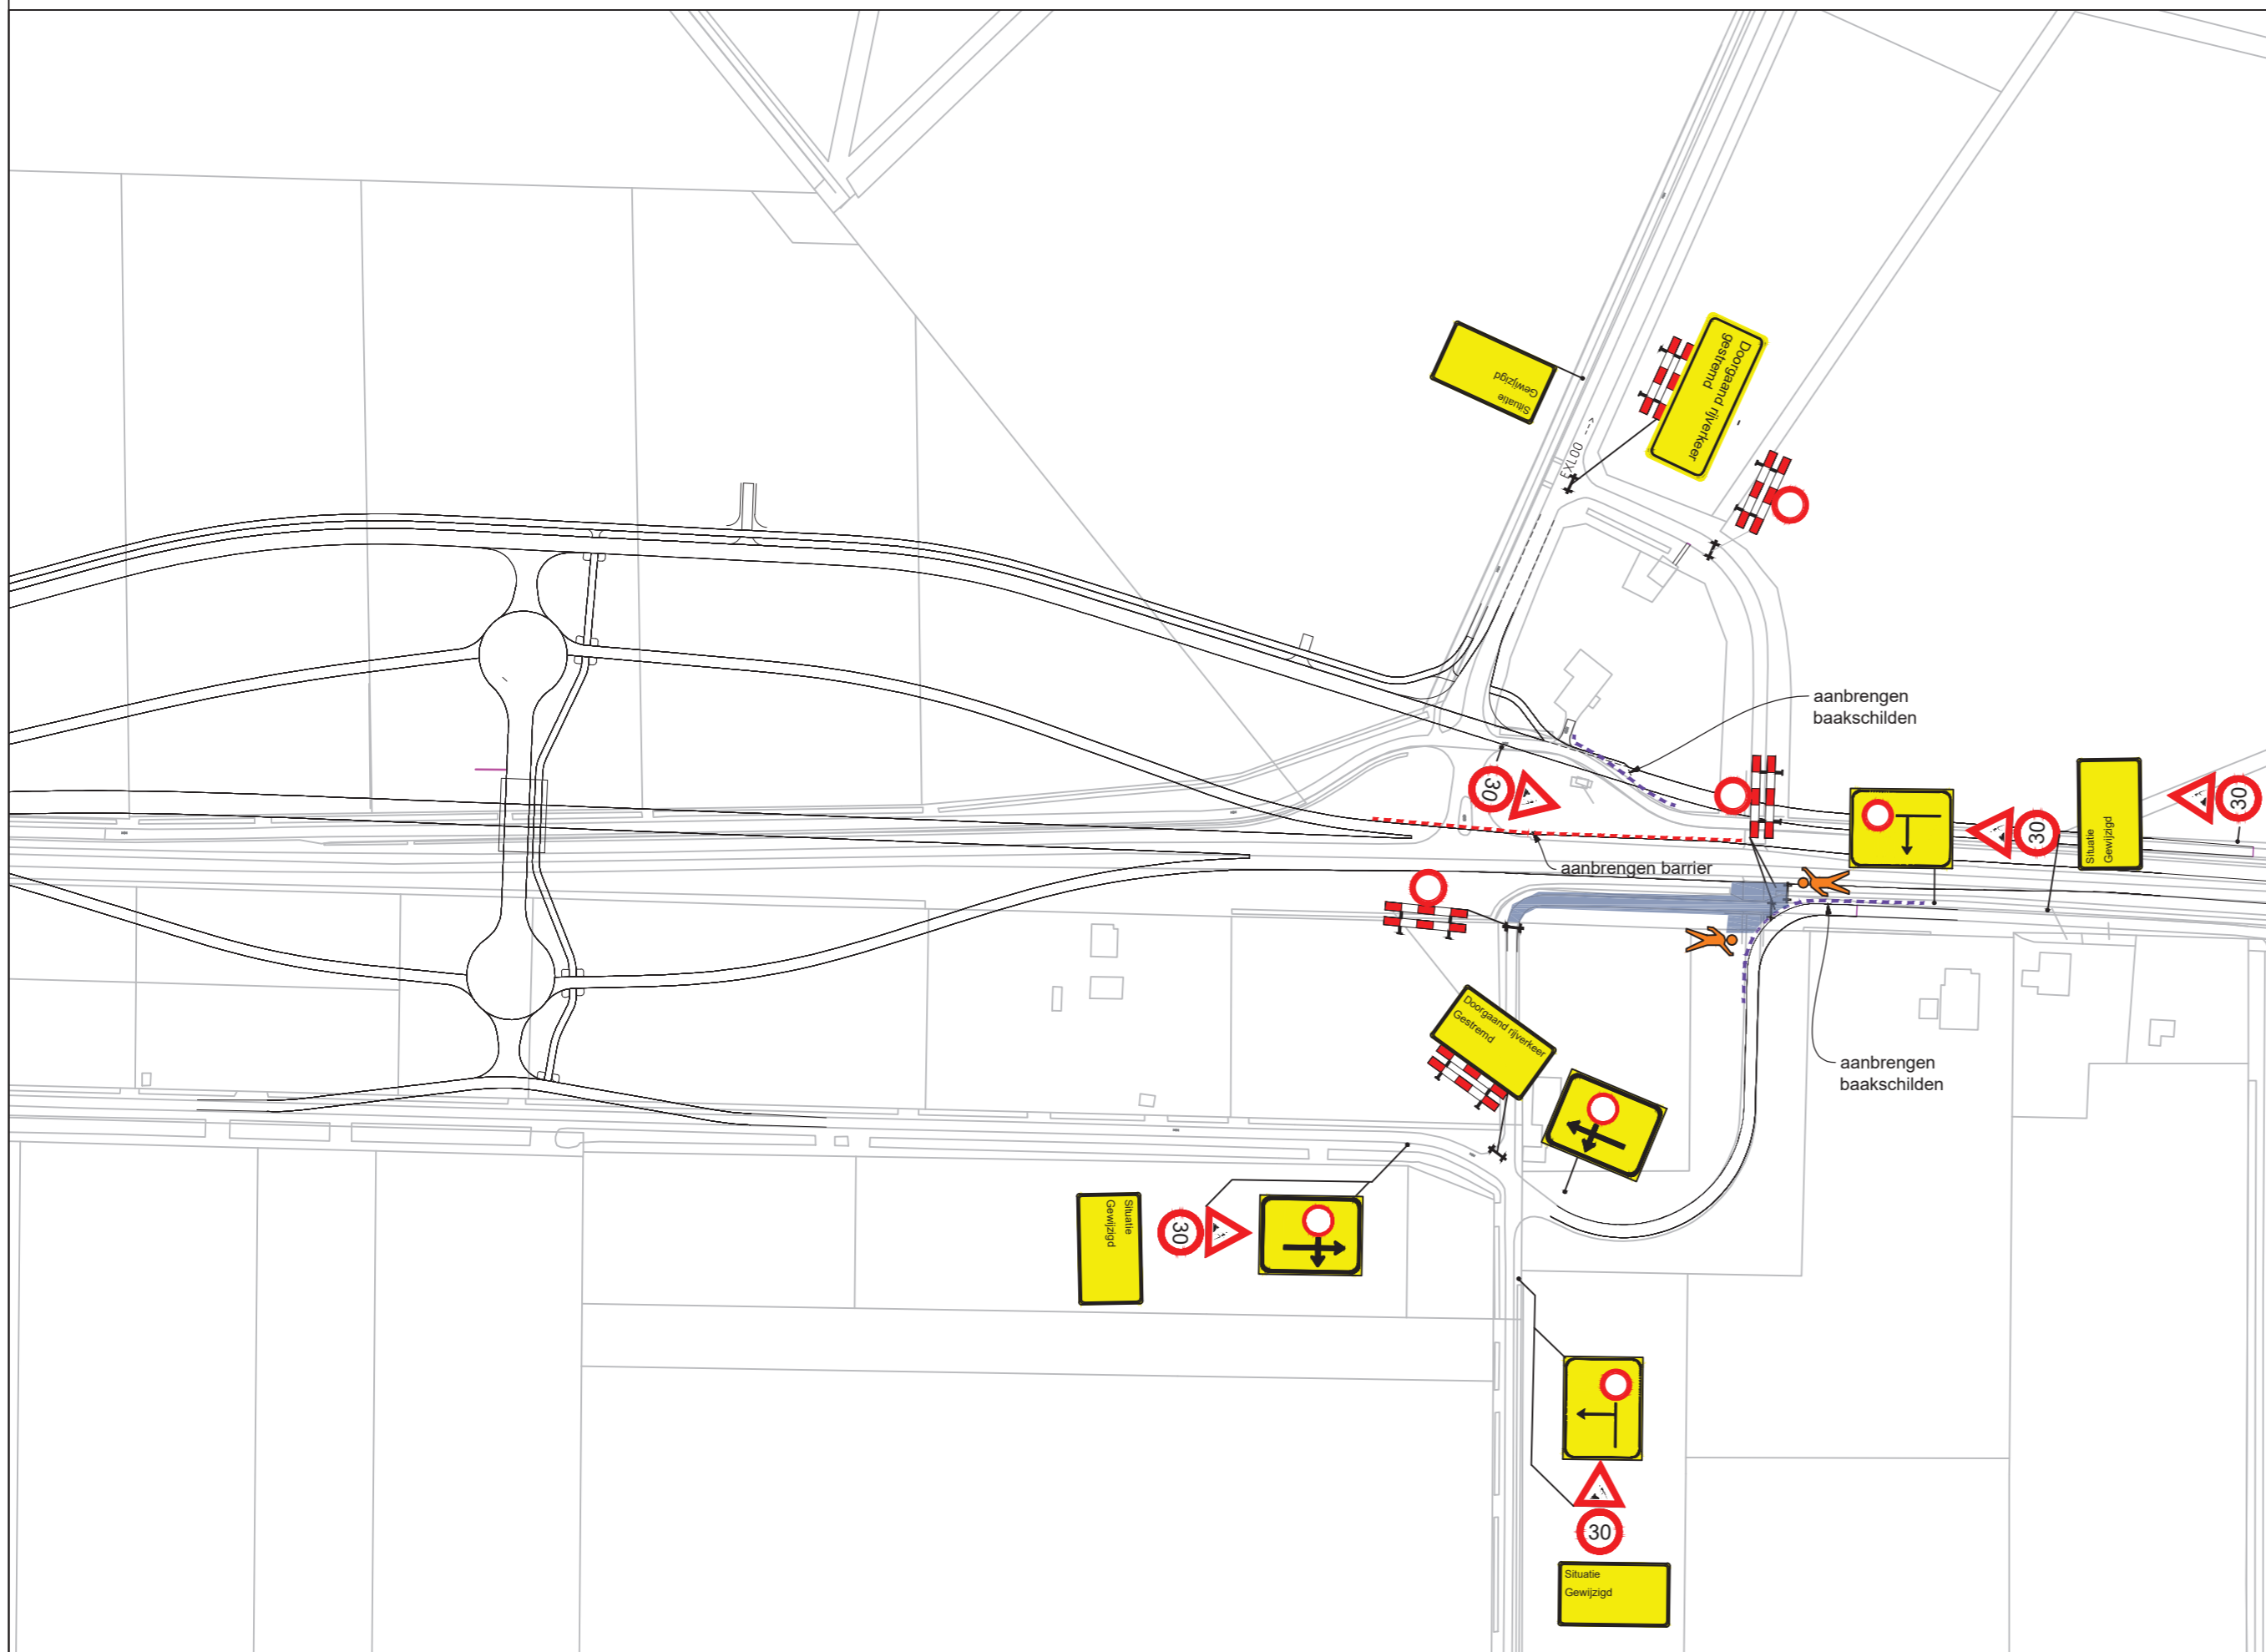 Doorgaand rijverkeer
gestremd
Situatie
Gewijzigd
EXLOO --->
aanbrengen
baakschilden
30
30
30
Situatie
Gewijzigd
aanbrengen barrier
Doorgaand rijverkeer
Gestremd
aanbrengen
baakschilden
Situatie
Gewijzigd
30
30
Situatie
Gewijzigd